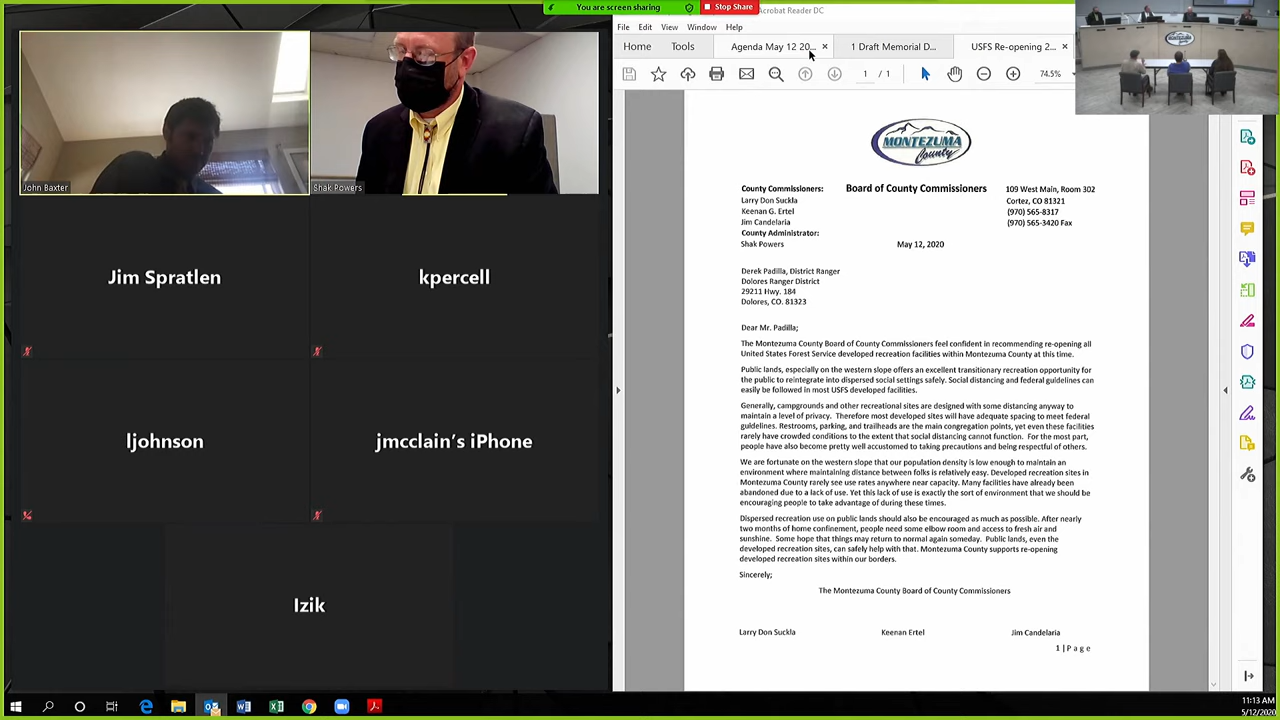 You are screen sharing
Stop Share
John Baxter
Shak Powers
Jim Spratlen
kpercell
ljohnson
jmcclain's iPhone
Izik
Acrobat Reader DC
File Edit View Window Help
Home Tools Agenda May 12 20... 1 Draft Memorial D... USFS Re-opening 2...
1 / 1 74.5%
MONTEZUMA
County
MONTEZUMA
County
County Commissioners:
Larry Don Suckla
Keenan G. Ertel
Jim Candelaria
County Administrator:
Shak Powers
Board of County Commissioners
109 West Main, Room 302
Cortez, CO 81321
(970) 565-8317
(970) 565-3420 Fax
May 12, 2020
Derek Padilla, District Ranger
Dolores Ranger District
29211 Hwy. 184
Dolores, CO. 81323
Dear Mr. Padilla;
The Montezuma County Board of County Commissioners feel confident in recommending re-opening all
United States Forest Service developed recreation facilities within Montezuma County at this time.
Public lands, especially on the western slope offers an excellent transitionary recreation opportunity for
the public to reintegrate into dispersed social settings safely. Social distancing and federal guidelines can
easily be followed in most USFS developed facilities.
Generally, campgrounds and other recreational sites are designed with some distancing anyway to
maintain a level of privacy. Therefore most developed sites will have adequate spacing to meet federal
guidelines. Restrooms, parking, and trailheads are the main congregation points, yet even these facilities
rarely have crowded conditions to the extent that social distancing cannot function. For the most part,
people have also become pretty well accustomed to taking precautions and being respectful of others.
We are fortunate on the western slope that our population density is low enough to maintain an
environment where maintaining distance between folks is relatively easy. Developed recreation sites in
Montezuma County rarely see use rates anywhere near capacity. Many facilities have already been
abandoned due to a lack of use. Yet this lack of use is exactly the sort of environment that we should be
encouraging people to take advantage of during these times.
Dispersed recreation use on public lands should also be encouraged as much as possible. After nearly
two months of home confinement, people need some elbow room and access to fresh air and
sunshine. Some hope that things may return to normal again someday. Public lands, even the
developed recreation sites, can safely help with that. Montezuma County supports re-opening
developed recreation sites within our borders.
Sincerely;
The Montezuma County Board of County Commissioners
Larry Don Suckla Keenan Ertel Jim Candelaria
1 | P a g e
11:13 AM
5/12/2020